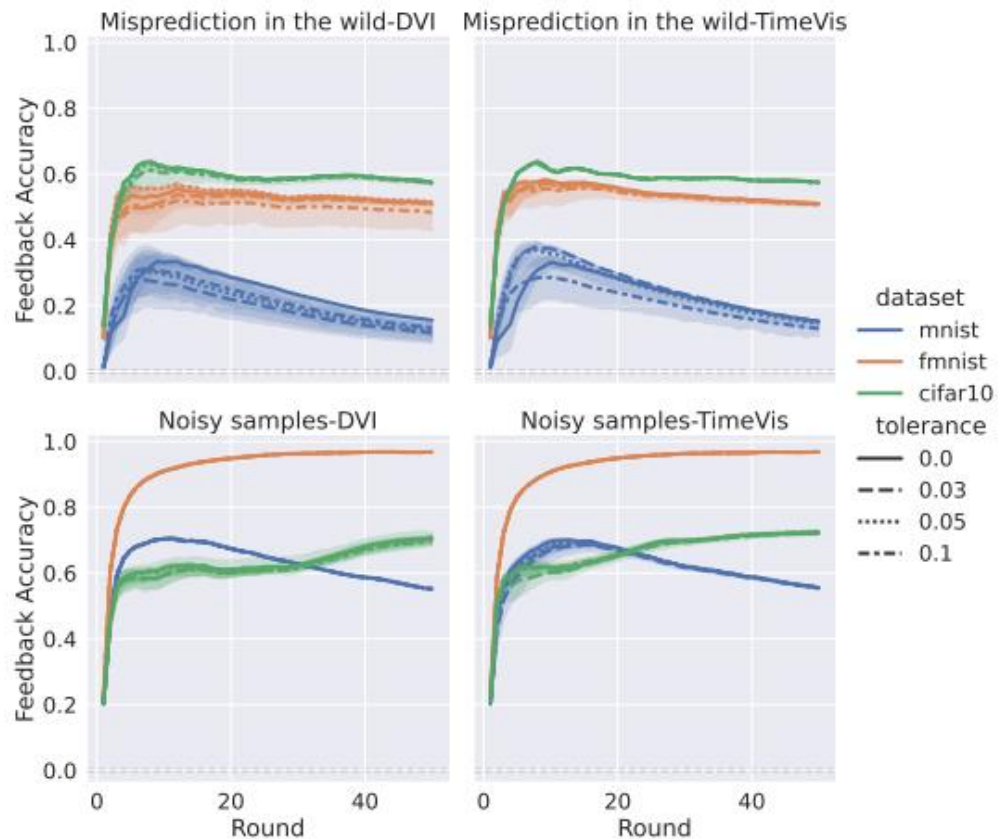 Misprediction in the wild-DVI
Misprediction in the wild-TimeVis
1.0
0.8
0.6
0.4
0.2
0.0
Feedback Accuracy
Noisy samples-DVI
Noisy samples-TimeVis
1.0
0.8
0.6
0.4
0.2
0.0
Feedback Accuracy
0 20 40
Round
0 20 40
Round
dataset
mnist
fmnist
cifar10
tolerance
0.0
0.03
0.05
0.1